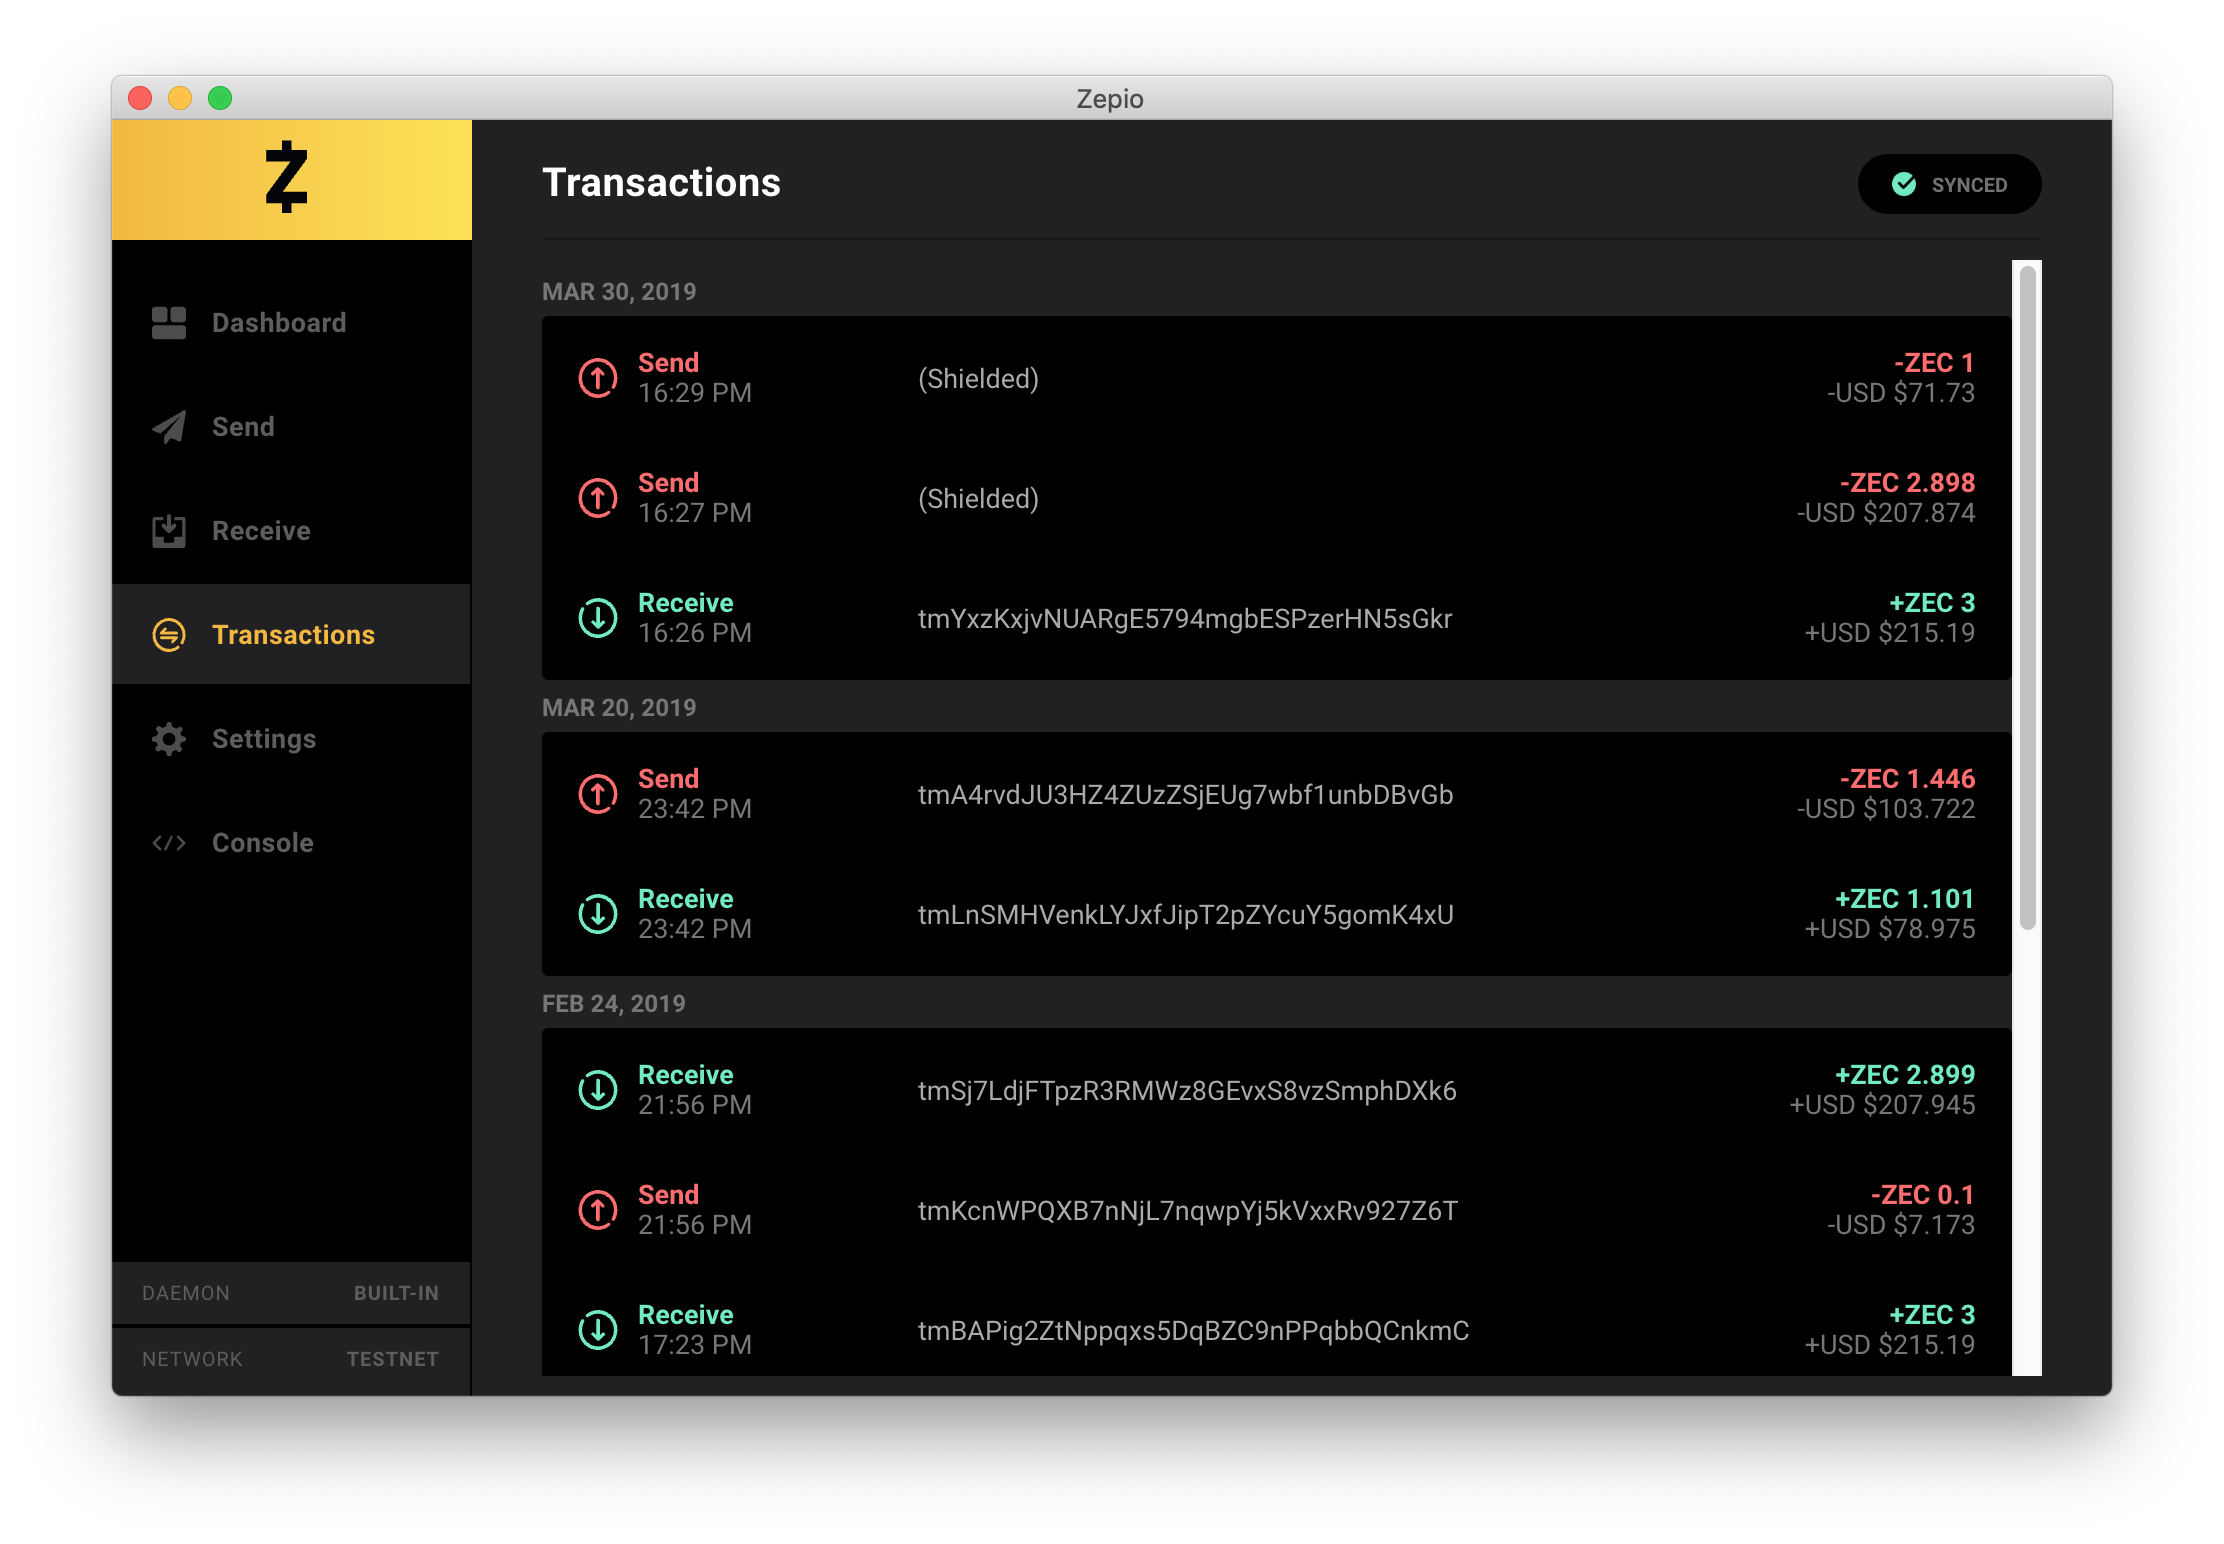 Zepio
Transactions
SYNCED
Dashboard
Send
Receive
Transactions
Settings
Console
DAEMON BUILT-IN
NETWORK TESTNET
MAR 30, 2019
Send
16:29 PM
(Shielded)
-ZEC 1
-USD $71.73
Send
16:27 PM
(Shielded)
-ZEC 2.898
-USD $207.874
Receive
16:26 PM
tmYxzKxjvNUARgE5794mgbESPzerHN5sGkr
+ZEC 3
+USD $215.19
MAR 20, 2019
Send
23:42 PM
tmA4rvdJU3HZ4ZUzZSjEUg7wbf1unbDBvGb
-ZEC 1.446
-USD $103.722
Receive
23:42 PM
tmLnSMHVenkLYJxfJipT2pZYcuY5gomK4xU
+ZEC 1.101
+USD $78.975
FEB 24, 2019
Receive
21:56 PM
tmSj7LdjFTpzR3RMWz8GEvxS8vzSmphDXk6
+ZEC 2.899
+USD $207.945
Send
21:56 PM
tmKcnWPQXB7nNjL7nqwpYj5kVxxRv927Z6T
-ZEC 0.1
-USD $7.173
Receive
17:23 PM
tmBAPig2ZtNppqxs5DqBZC9nPPqbbQCnkmC
+ZEC 3
+USD $215.19